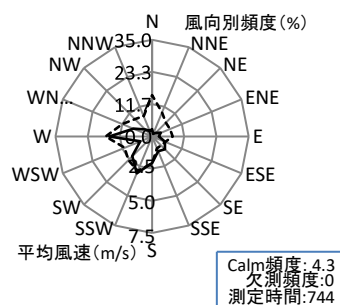 N 風向別頻度(%)
35.0
NNW NNE
NW 23.3 NE
WN... 11.7 ENE
W 0.0 E
WSW 2.5 ESE
SW 5.0 SE
SSW SSE
平均風速(m/s) 7.5
S
Calm頻度: 4.3
欠測頻度:0
測定時間:744